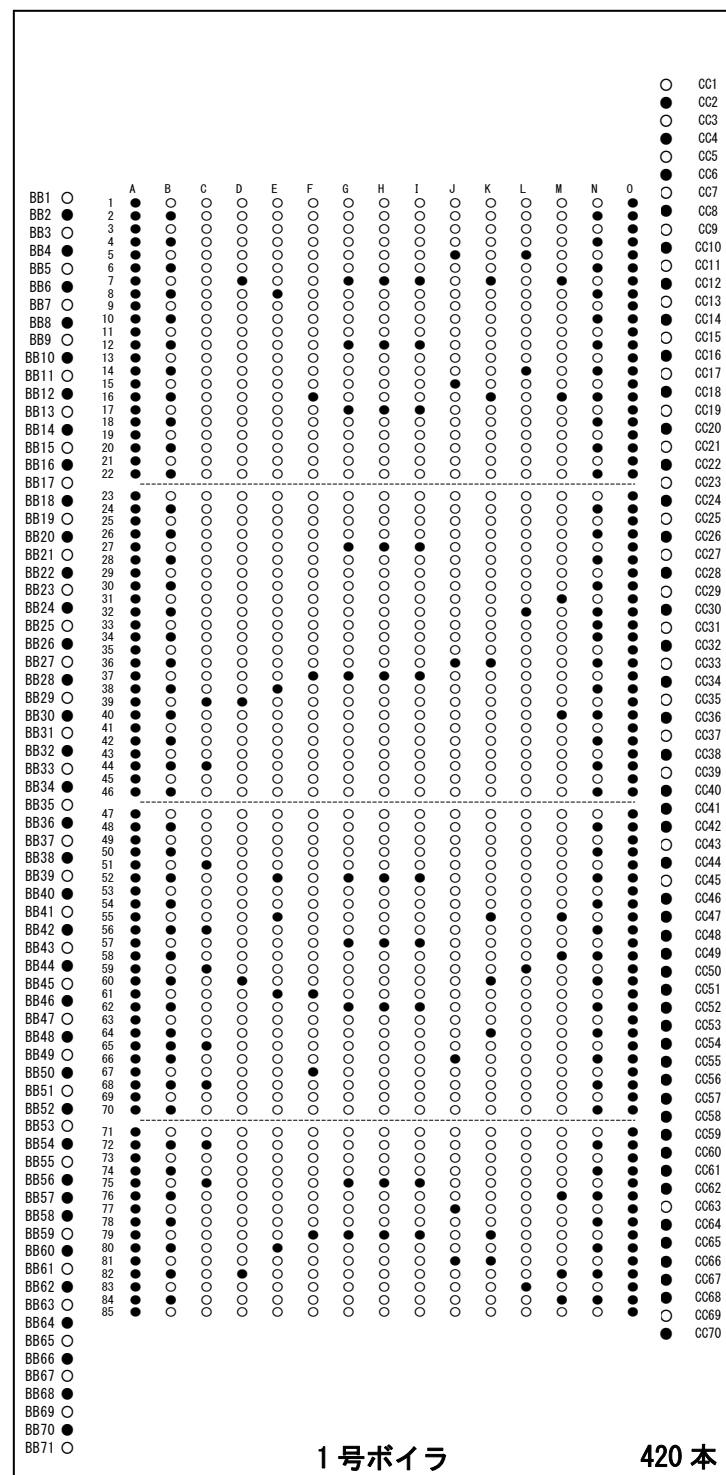 A B C D E F G H I J K L M N O
BB1
BB2
BB3
BB4
BB5
BB6
BB7
BB8
BB9
BB10
BB11
BB12
BB13
BB14
BB15
BB16
BB17
BB18
BB19
BB20
BB21
BB22
BB23
BB24
BB25
BB26
BB27
BB28
BB29
BB30
BB31
BB32
BB33
BB34
BB35
BB36
BB37
BB38
BB39
BB40
BB41
BB42
BB43
BB44
BB45
BB46
BB47
BB48
BB49
BB50
BB51
BB52
BB53
BB54
BB55
BB56
BB57
BB58
BB59
BB60
BB61
BB62
BB63
BB64
BB65
BB66
BB67
BB68
BB69
BB70
BB71
1
2
3
4
5
6
7
8
9
10
11
12
13
14
15
16
17
18
19
20
21
22
23
24
25
26
27
28
29
30
31
32
33
34
35
36
37
38
39
40
41
42
43
44
45
46
47
48
49
50
51
52
53
54
55
56
57
58
59
60
61
62
63
64
65
66
67
68
69
70
71
72
73
74
75
76
77
78
79
80
81
82
83
84
85
CC1
CC2
CC3
CC4
CC5
CC6
CC7
CC8
CC9
CC10
CC11
CC12
CC13
CC14
CC15
CC16
CC17
CC18
CC19
CC20
CC21
CC22
CC23
CC24
CC25
CC26
CC27
CC28
CC29
CC30
CC31
CC32
CC33
CC34
CC35
CC36
CC37
CC38
CC39
CC40
CC41
CC42
CC43
CC44
CC45
CC46
CC47
CC48
CC49
CC50
CC51
CC52
CC53
CC54
CC55
CC56
CC57
CC58
CC59
CC60
CC61
CC62
CC63
CC64
CC65
CC66
CC67
CC68
CC69
CC70
1号ボイラ 420 本